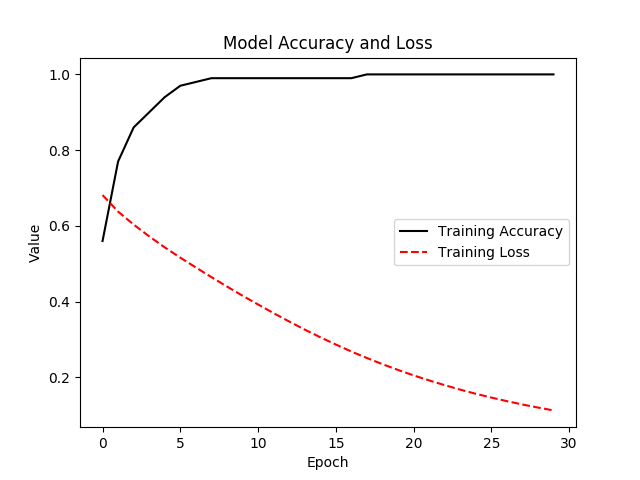 Model Accuracy and Loss
1.0
0.8
0.6
0.4
0.2
Value
Training Accuracy
Training Loss
0 5 10 15 20 25 30
Epoch